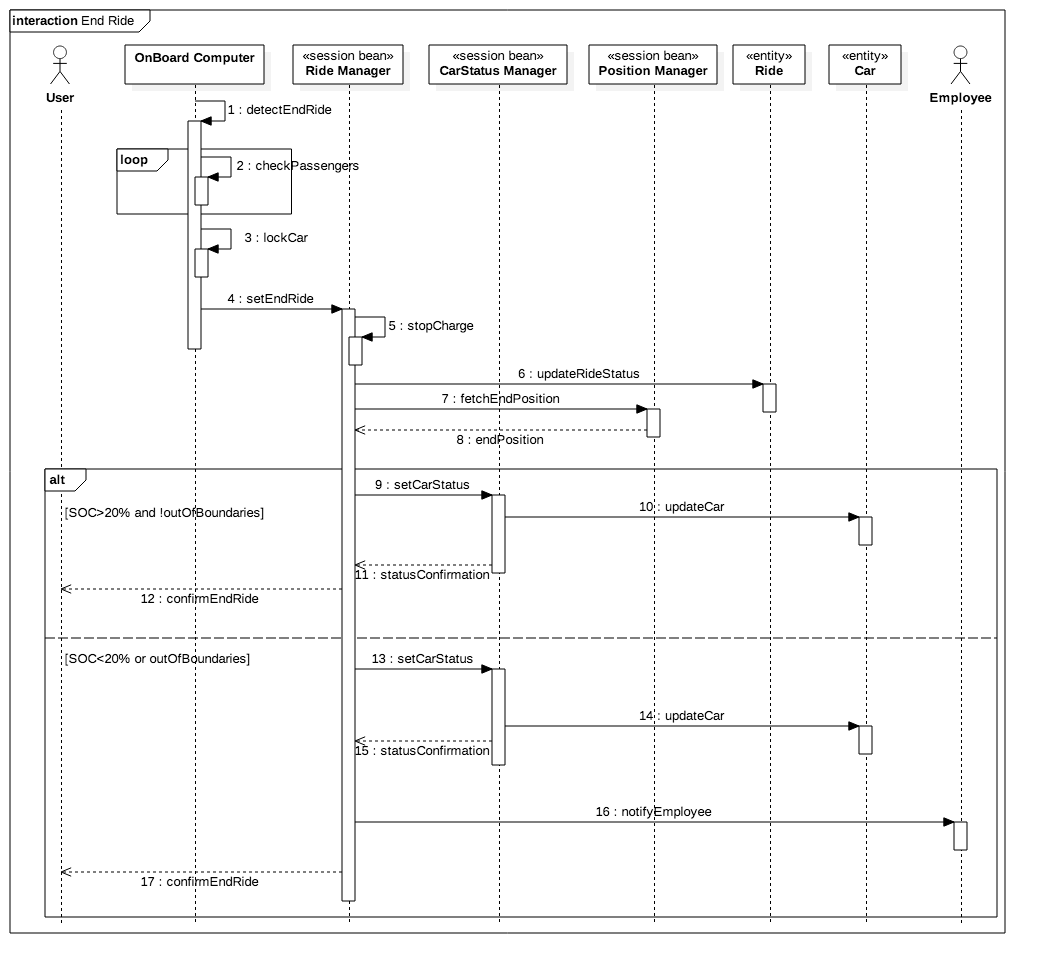 interaction End Ride
User
OnBoard Computer
«session bean»
Ride Manager
«session bean»
CarStatus Manager
«session bean»
Position Manager
«entity»
Ride
«entity»
Car
Employee
1 : detectEndRide
loop
2 : checkPassengers
3 : lockCar
4 : setEndRide
5 : stopCharge
6 : updateRideStatus
7 : fetchEndPosition
8 : endPosition
alt
9 : setCarStatus
[SOC>20% and !outOfBoundaries]
10 : updateCar
11 : statusConfirmation
12 : confirmEndRide
[SOC<20% or outOfBoundaries]
13 : setCarStatus
14 : updateCar
15 : statusConfirmation
16 : notifyEmployee
17 : confirmEndRide